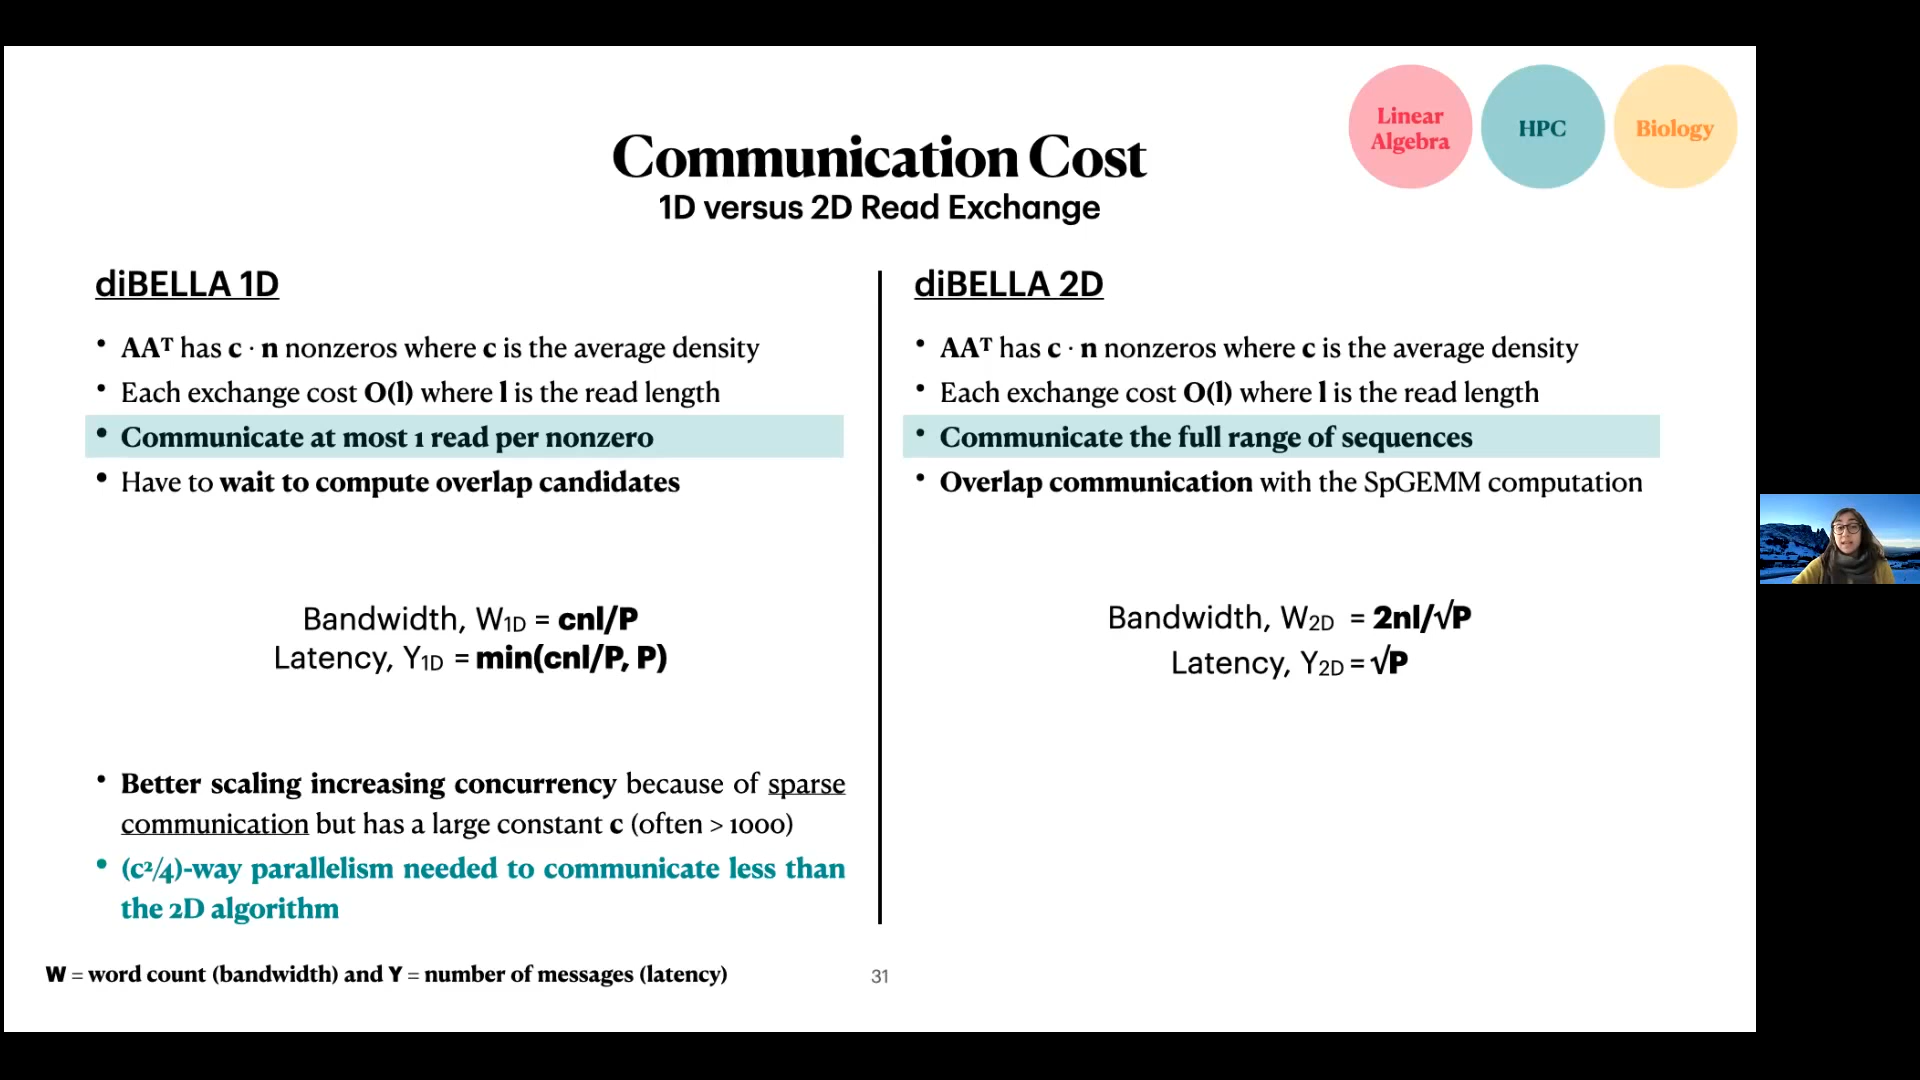 Linear
Algebra
HPC
Biology
Communication Cost
1D versus 2D Read Exchange
diBELLA 1D
• AAᵀ has c · n nonzeros where c is the average density
• Each exchange cost O(l) where l is the read length
• Communicate at most 1 read per nonzero
• Have to wait to compute overlap candidates
Bandwidth, W1D = cnl/P
Latency, Y1D = min(cnl/P, P)
• Better scaling increasing concurrency because of sparse
communication but has a large constant c (often > 1000)
• (c²/4)-way parallelism needed to communicate less than
the 2D algorithm
diBELLA 2D
• AAᵀ has c · n nonzeros where c is the average density
• Each exchange cost O(l) where l is the read length
• Communicate the full range of sequences
• Overlap communication with the SpGEMM computation
Bandwidth, W2D = 2nl/√P
Latency, Y2D = √P
W = word count (bandwidth) and Y = number of messages (latency)
31